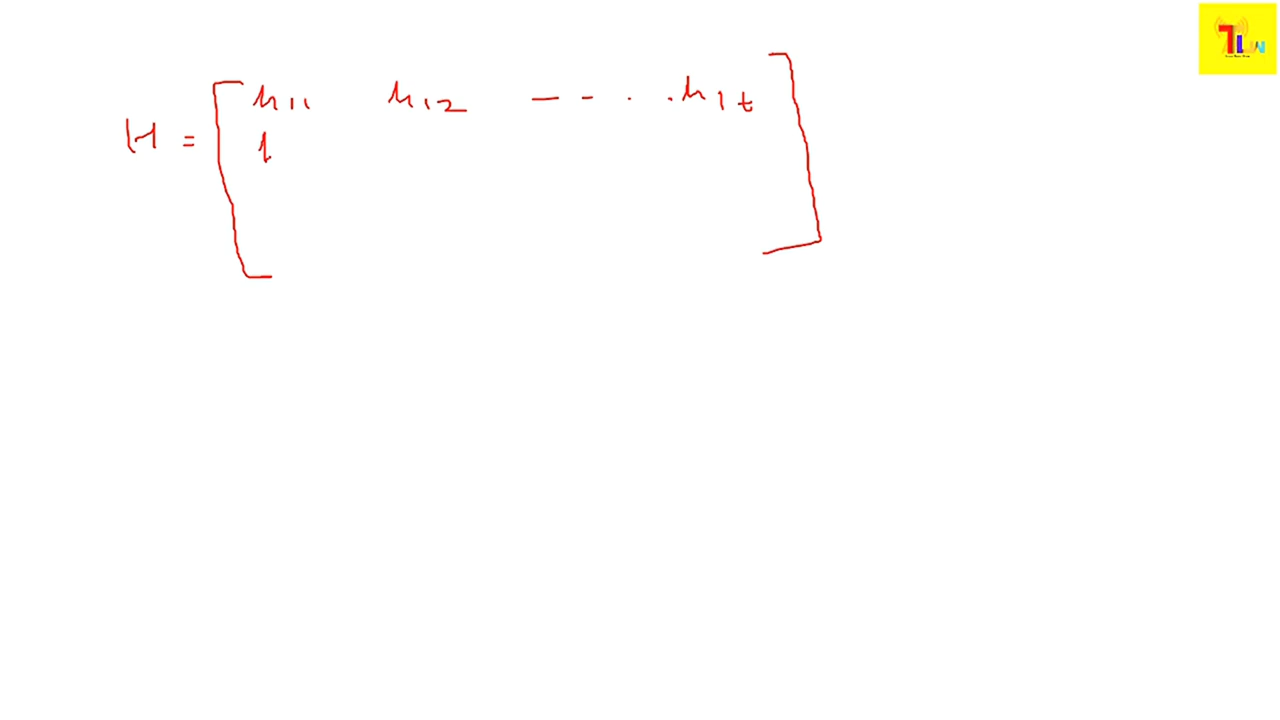 H = [ h11 h12 -- - . . h1t ]